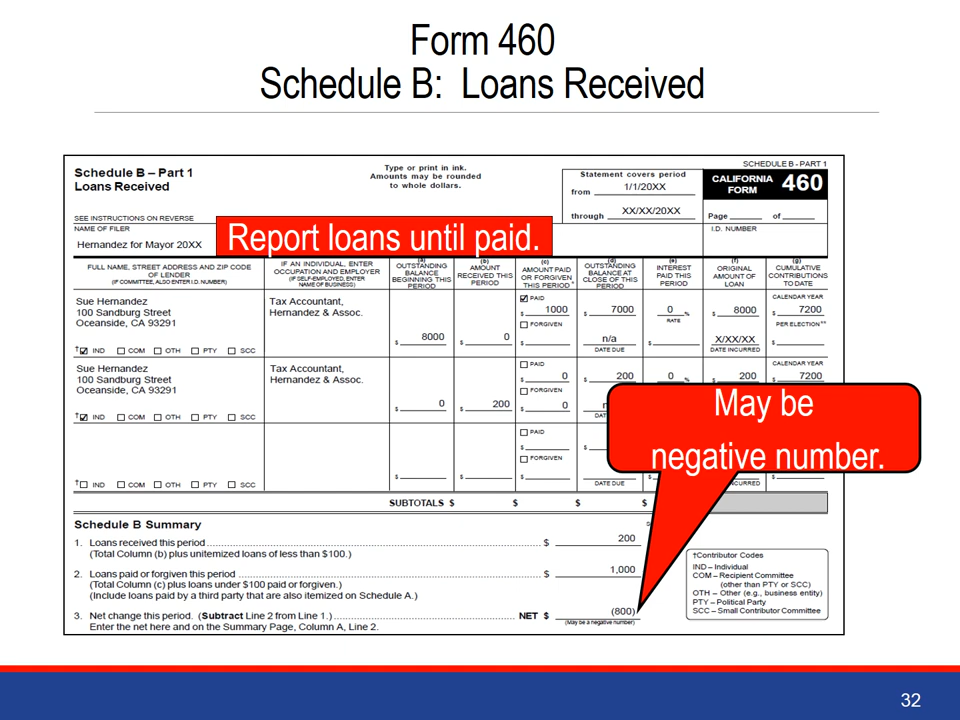 Form 460
Schedule B: Loans Received
SCHEDULE B - PART 1
Schedule B – Part 1
Loans Received
Type or print in ink.
Amounts may be rounded
to whole dollars.
Statement covers period
from 1/1/20XX
through XX/XX/20XX
CALIFORNIA
FORM 460
Page of
SEE INSTRUCTIONS ON REVERSE
NAME OF FILER
I.D. NUMBER
Hernandez for Mayor 20XX
Report loans until paid.
FULL NAME, STREET ADDRESS AND ZIP CODE
OF LENDER
(IF COMMITTEE, ALSO ENTER I.D. NUMBER)
IF AN INDIVIDUAL, ENTER
OCCUPATION AND EMPLOYER
(IF SELF-EMPLOYED, ENTER
NAME OF BUSINESS)
(a)
OUTSTANDING
BALANCE
BEGINNING THIS
PERIOD
(b)
AMOUNT
RECEIVED THIS
PERIOD
(c)
AMOUNT PAID
OR FORGIVEN
THIS PERIOD *
(d)
OUTSTANDING
BALANCE AT
CLOSE OF THIS
PERIOD
(e)
INTEREST
PAID THIS
PERIOD
(f)
ORIGINAL
AMOUNT OF
LOAN
(g)
CUMULATIVE
CONTRIBUTIONS
TO DATE
Sue Hernandez
100 Sandburg Street
Oceanside, CA 93291
Tax Accountant,
Hernandez & Assoc.
$ 8000
$ 0
PAID
$ 1000
FORGIVEN
$
$ 7000
n/a
DATE DUE
0 %
RATE
$
$ 8000
X/XX/XX
DATE INCURRED
CALENDAR YEAR
$ 7200
PER ELECTION**
$
† IND COM OTH PTY SCC
Sue Hernandez
100 Sandburg Street
Oceanside, CA 93291
Tax Accountant,
Hernandez & Assoc.
$ 0
$ 200
PAID
$ 0
FORGIVEN
$ 0
$ 200
0 %
$ 200
CALENDAR YEAR
$ 7200
† IND COM OTH PTY SCC
May be
negative number.
$
$
PAID
$
FORGIVEN
$
$
DATE DUE
DATE INCURRED
$
† IND COM OTH PTY SCC
SUBTOTALS $ $ $ $
Schedule B Summary
1. Loans received this period $ 200
(Total Column (b) plus unitemized loans of less than $100.)
2. Loans paid or forgiven this period $ 1,000
(Total Column (c) plus loans under $100 paid or forgiven.)
(Include loans paid by a third party that are also itemized on Schedule A.)
3. Net change this period. (Subtract Line 2 from Line 1.) NET $ (800)
Enter the net here and on the Summary Page, Column A, Line 2.
(May be a negative number)
†Contributor Codes
IND – Individual
COM – Recipient Committee
(other than PTY or SCC)
OTH – Other (e.g., business entity)
PTY – Political Party
SCC – Small Contributor Committee
32